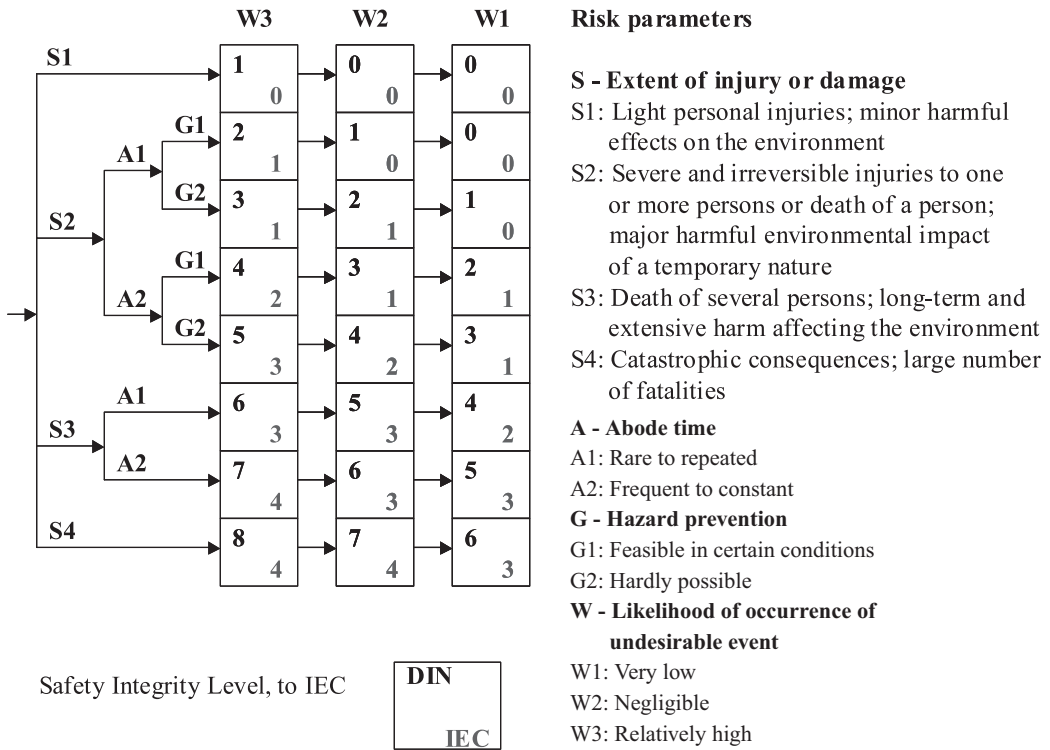 W3 W2 W1
S1
1 0 0
0 0 0
G1
2 1 0
A1
1 0 0
G2
3 2 1
S2
1 1 0
G1
4 3 2
A2
2 1 1
G2
5 4 3
3 2 1
A1
6 5 4
S3
3 3 2
A2
7 6 5
4 3 3
S4
8 7 6
4 4 3
Safety Integrity Level, to IEC
DIN
IEC
Risk parameters
S - Extent of injury or damage
S1: Light personal injuries; minor harmful
effects on the environment
S2: Severe and irreversible injuries to one
or more persons or death of a person;
major harmful environmental impact
of a temporary nature
S3: Death of several persons; long-term and
extensive harm affecting the environment
S4: Catastrophic consequences; large number
of fatalities
A - Abode time
A1: Rare to repeated
A2: Frequent to constant
G - Hazard prevention
G1: Feasible in certain conditions
G2: Hardly possible
W - Likelihood of occurrence of
undesirable event
W1: Very low
W2: Negligible
W3: Relatively high